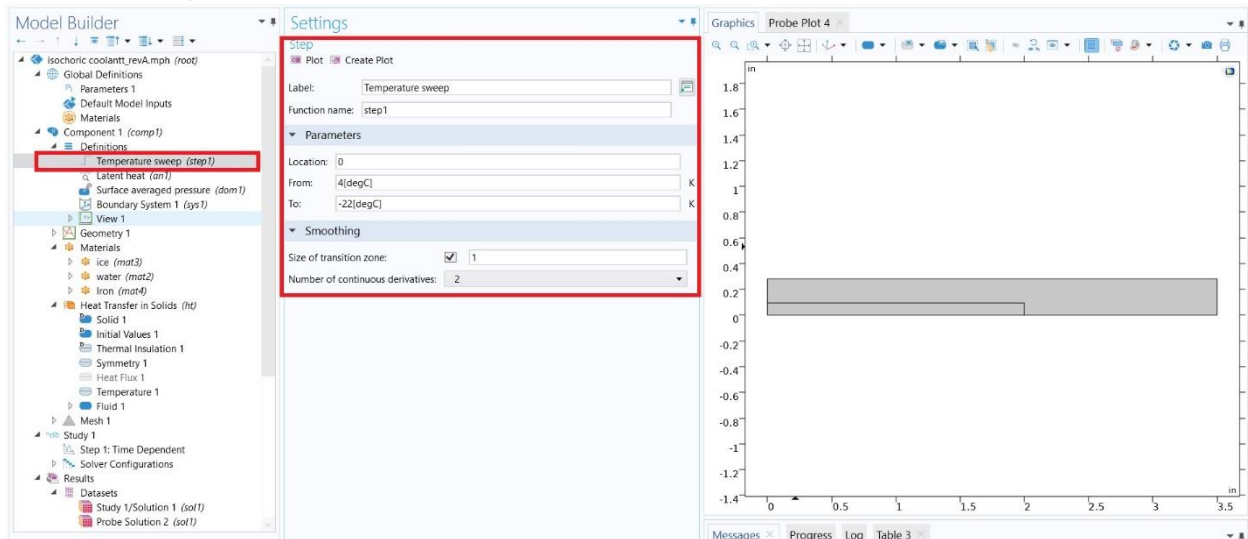 Model Builder
isochoric coolantt_revA.mph (root)
Global Definitions
Pi Parameters 1
Default Model Inputs
Materials
Component 1 (comp1)
Definitions
Temperature sweep (step1)
Latent heat (an1)
Surface averaged pressure (dom1)
Boundary System 1 (sys1)
View 1
Geometry 1
Materials
ice (mat3)
water (mat2)
Iron (mat4)
Heat Transfer in Solids (ht)
Solid 1
Initial Values 1
Thermal Insulation 1
Symmetry 1
Heat Flux 1
Temperature 1
Fluid 1
Mesh 1
Study 1
Step 1: Time Dependent
Solver Configurations
Results
Datasets
Study 1/Solution 1 (sol1)
Probe Solution 2 (sol1)
Settings
Step
Plot Create Plot
Label: Temperature sweep
Function name: step1
Parameters
Location: 0
From: 4[degC] K
To: -22[degC] K
Smoothing
Size of transition zone: 1
Number of continuous derivatives: 2
Graphics Probe Plot 4
in
1.8
1.6
1.4
1.2
1
0.8
0.6
0.4
0.2
0
-0.2
-0.4
-0.6
-0.8
-1
-1.2
-1.4
in
0 0.5 1 1.5 2 2.5 3 3.5
Messages Progress Log Table 3